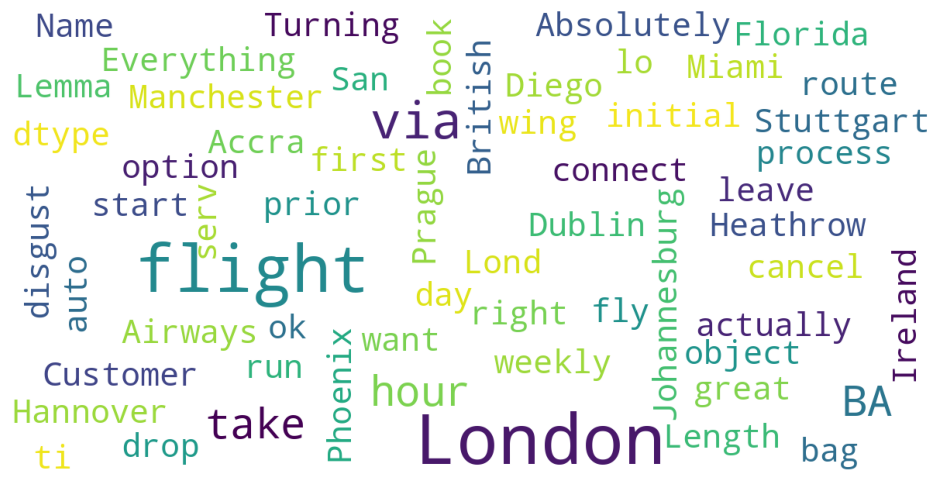 Name
Turning
Absolutely
Florida
Everything
book
British
lo
Miami
Lemma
Manchester
San
Diego
route
via
wing
initial
Stuttgart
dtype
Accra
first
process
option
Prague
connect
leave
disgust
start
serv
prior
Dublin
Johannesburg
Heathrow
flight
Lond
cancel
Ireland
auto
day
right
fly
Airways
ok
Phoenix
want
actually
object
weekly
Customer
run
hour
great
BA
Hannover
take
London
Length
ti
drop
bag